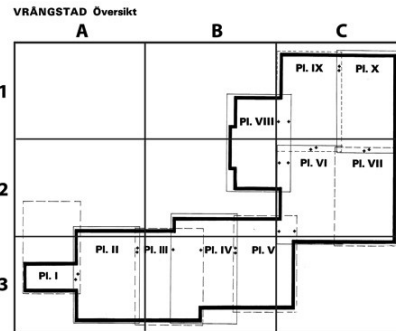 VRÅNGSTAD Översikt
A B C
Pl. IX Pl. X
1
Pl. VIII
Pl. VI Pl. VII
2
Pl. II Pl. III Pl. IV Pl. V
Pl. I
3